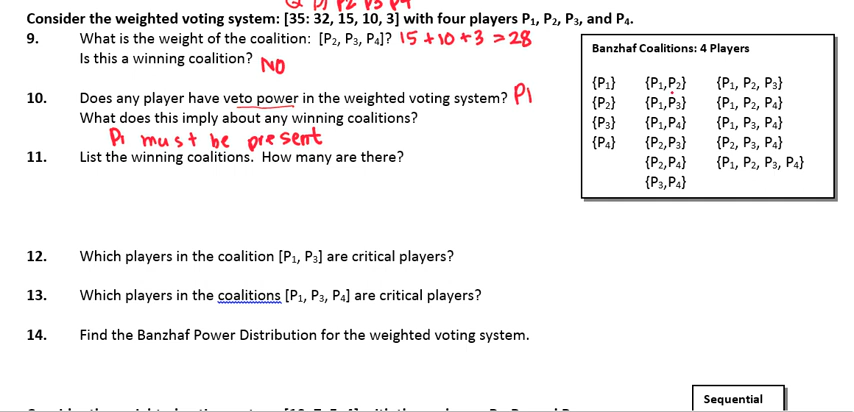 Q P1 P2 P3 P4
Consider the weighted voting system: [35: 32, 15, 10, 3] with four players P₁, P₂, P₃, and P₄.
9. What is the weight of the coalition: [P₂, P₃, P₄]? 15 + 10 + 3 = 28
Is this a winning coalition? NO
10. Does any player have veto power in the weighted voting system? P1
What does this imply about any winning coalitions?
P1 must be present
11. List the winning coalitions. How many are there?
Banzhaf Coalitions: 4 Players
{P₁} {P₁,P₂} {P₁, P₂, P₃}
{P₂} {P₁,P₃} {P₁, P₂, P₄}
{P₃} {P₁,P₄} {P₁, P₃, P₄}
{P₄} {P₂,P₃} {P₂, P₃, P₄}
{P₂,P₄} {P₁, P₂, P₃, P₄}
{P₃,P₄}
12. Which players in the coalition [P₁, P₃] are critical players?
13. Which players in the coalitions [P₁, P₃, P₄] are critical players?
14. Find the Banzhaf Power Distribution for the weighted voting system.
Sequential